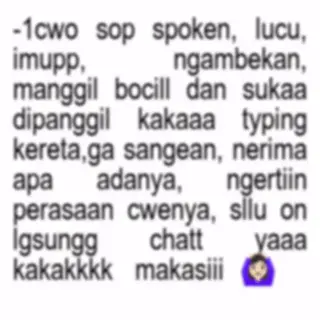 -1cwo sop spoken, lucu,
imupp, ngambekan,
manggil bocill dan sukaa
dipanggil kakaaa typing
kereta,ga sangean, nerima
apa adanya, ngertiin
perasaan cwenya, sllu on
lgsungg chatt yaaa
kakakkkk makasiii 🙆🏻‍♀️